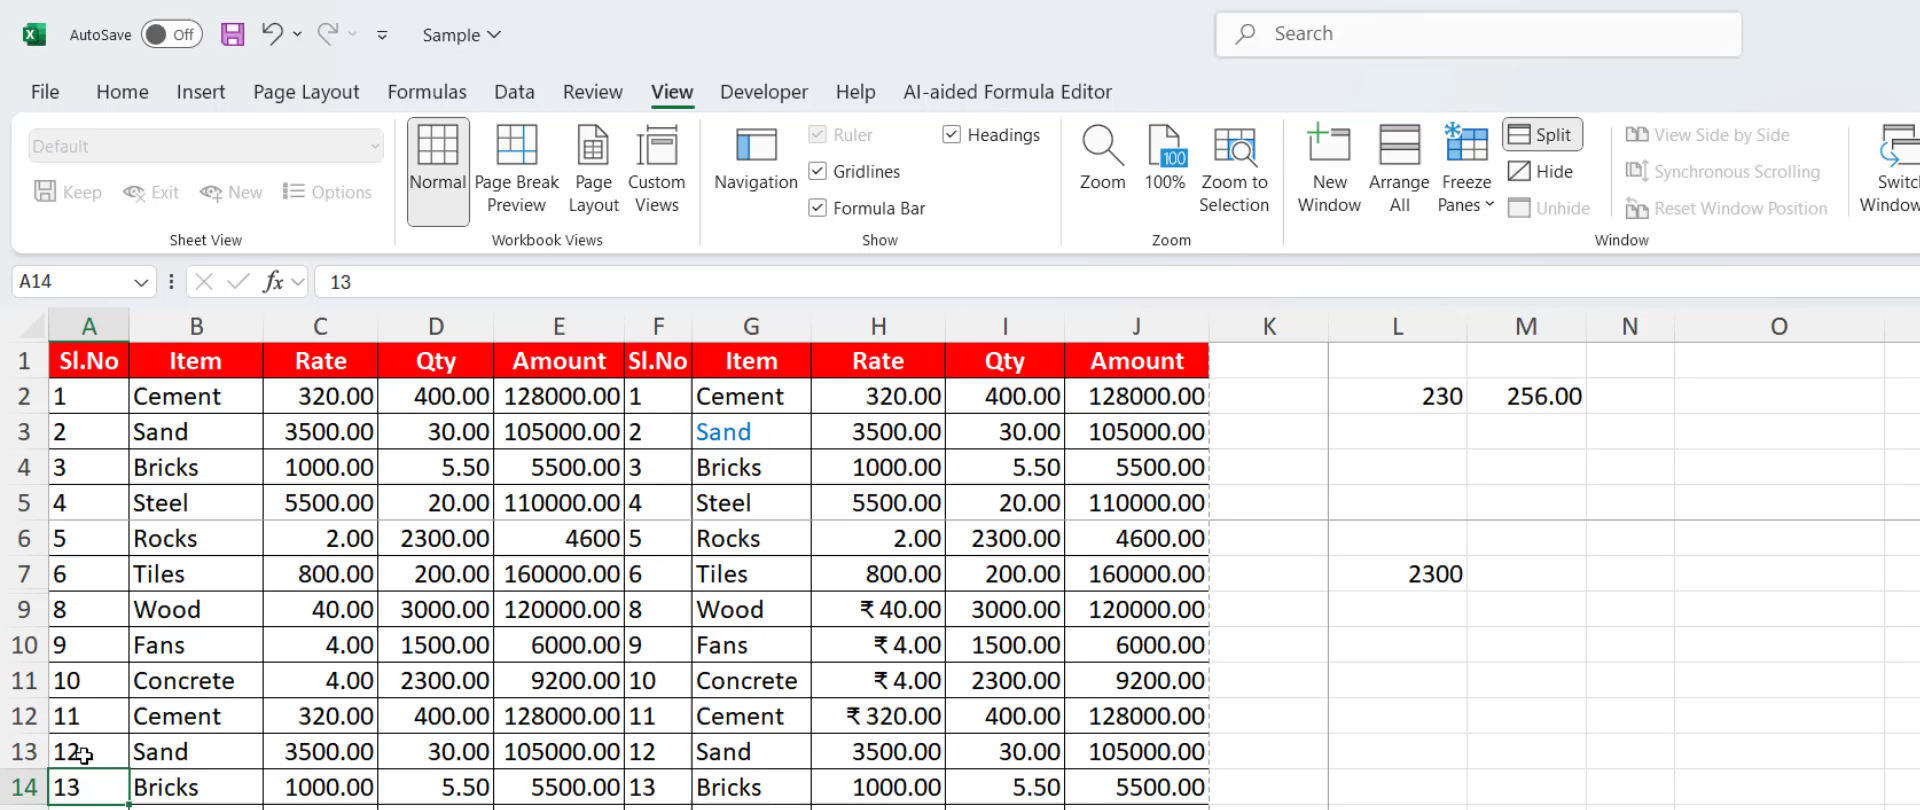 AutoSave Off Sample Search
File Home Insert Page Layout Formulas Data Review View Developer Help AI-aided Formula Editor
Default
Keep Exit New Options
Sheet View
Normal Page Break Preview Page Layout Custom Views
Workbook Views
Navigation
Ruler Headings
Gridlines
Formula Bar
Show
Zoom 100 100% Zoom to Selection
Zoom
New Window Arrange All Freeze Panes
Split
Hide
Unhide
View Side by Side
Synchronous Scrolling
Reset Window Position
Window
A14 fx 13
A B C D E F G H I J K L M N O
1 Sl.No Item Rate Qty Amount Sl.No Item Rate Qty Amount
2 1 Cement 320.00 400.00 128000.00 1 Cement 320.00 400.00 128000.00 230 256.00
3 2 Sand 3500.00 30.00 105000.00 2 Sand 3500.00 30.00 105000.00
4 3 Bricks 1000.00 5.50 5500.00 3 Bricks 1000.00 5.50 5500.00
5 4 Steel 5500.00 20.00 110000.00 4 Steel 5500.00 20.00 110000.00
6 5 Rocks 2.00 2300.00 4600 5 Rocks 2.00 2300.00 4600.00
7 6 Tiles 800.00 200.00 160000.00 6 Tiles 800.00 200.00 160000.00 2300
9 8 Wood 40.00 3000.00 120000.00 8 Wood ₹ 40.00 3000.00 120000.00
10 9 Fans 4.00 1500.00 6000.00 9 Fans ₹ 4.00 1500.00 6000.00
11 10 Concrete 4.00 2300.00 9200.00 10 Concrete ₹ 4.00 2300.00 9200.00
12 11 Cement 320.00 400.00 128000.00 11 Cement ₹ 320.00 400.00 128000.00
13 12 Sand 3500.00 30.00 105000.00 12 Sand 3500.00 30.00 105000.00
14 13 Bricks 1000.00 5.50 5500.00 13 Bricks 1000.00 5.50 5500.00